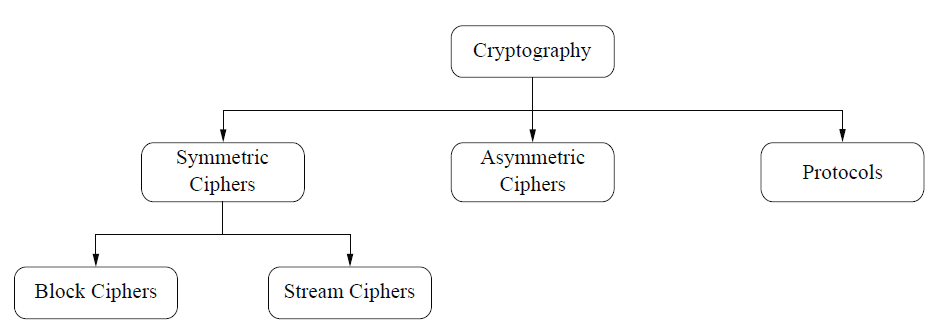 Cryptography
Symmetric
Ciphers
Asymmetric
Ciphers
Protocols
Block Ciphers
Stream Ciphers